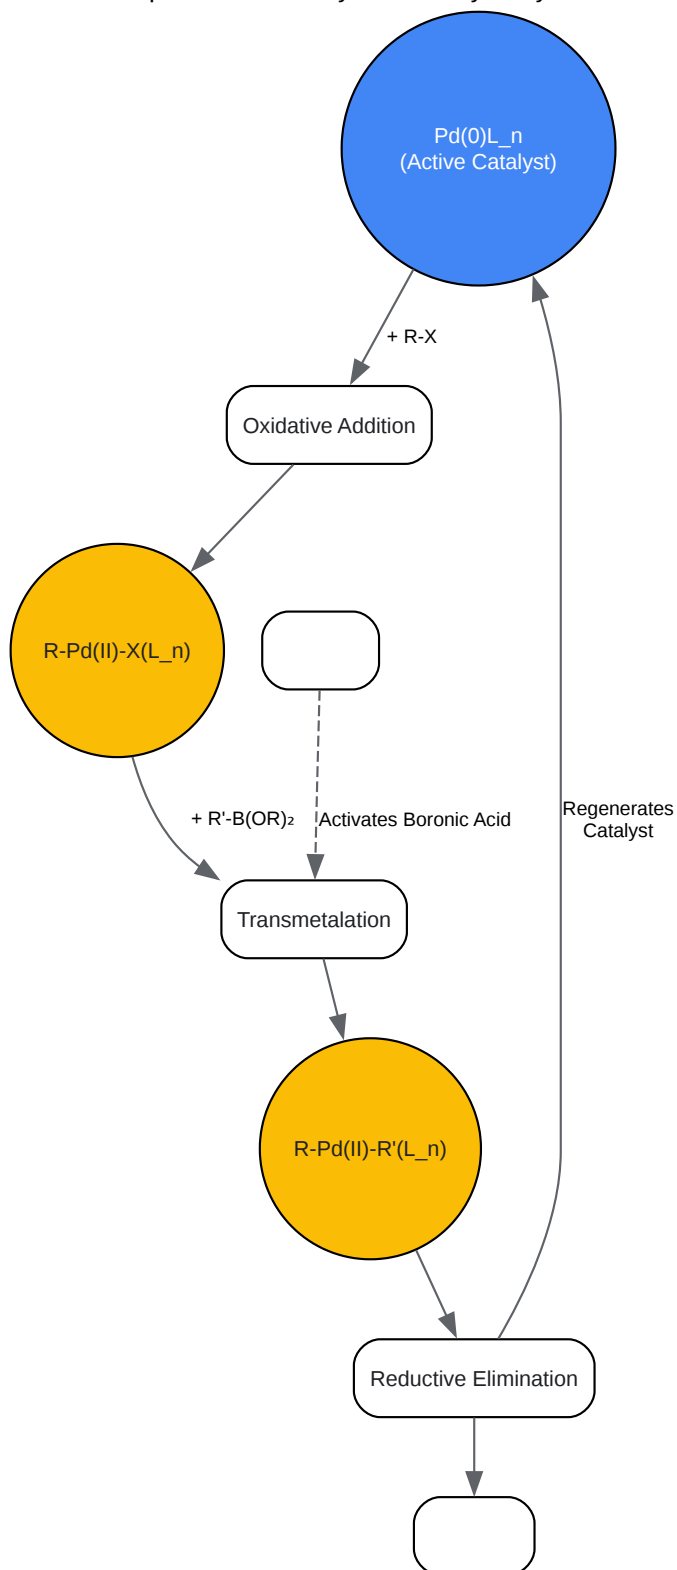 Pd(0)L_n
(Active Catalyst)
+ R-X
Oxidative Addition
R-Pd(II)-X(L_n)
+ R'-B(OR)₂
Activates Boronic Acid
Regenerates
Catalyst
Transmetalation
R-Pd(II)-R'(L_n)
Reductive Elimination